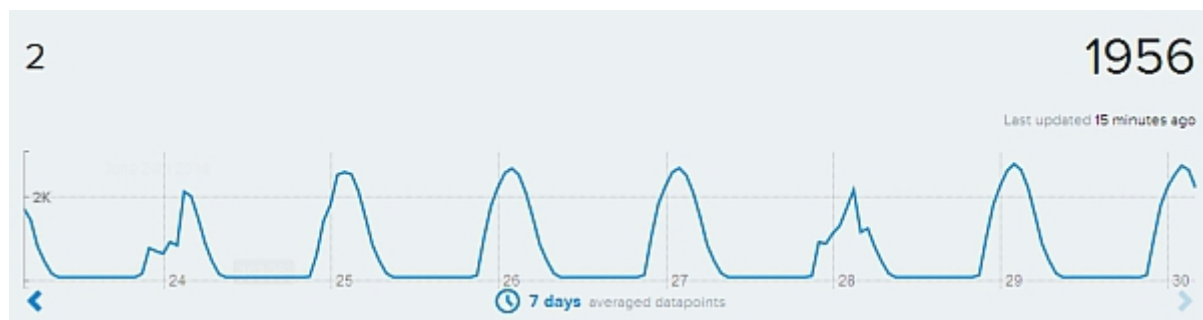 2
1956
Last updated 15 minutes ago
2K
24 25 26 27 28 29 30
7 days averaged datapoints